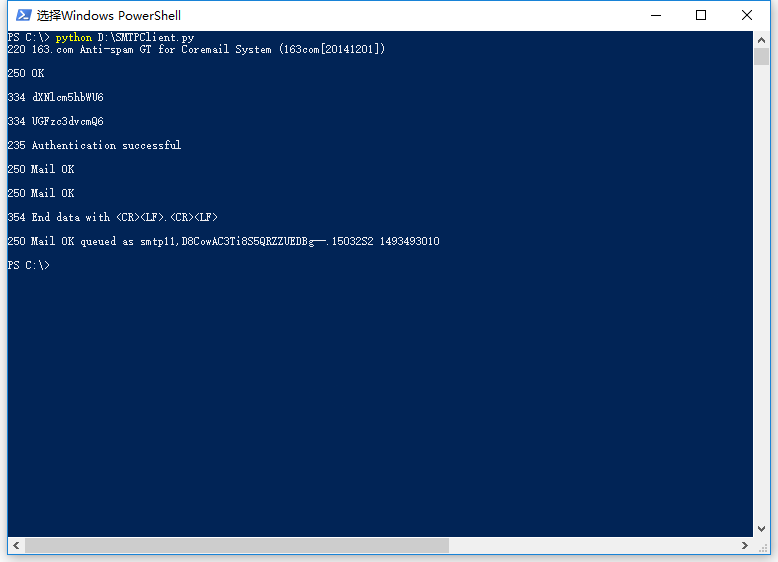 选择Windows PowerShell
PS C:\> python D:\SMTPClient.py
220 163.com Anti-spam GT for Coremail System (163com[20141201])
250 OK
334 dXNlcm5hbWU6
334 UGFzc3dvcmQ6
235 Authentication successful
250 Mail OK
250 Mail OK
354 End data with <CR><LF>.<CR><LF>
250 Mail OK queued as smtp11,D8CowAC3Ti8S5QRZZUEDBg--.15032S2 1493493010
PS C:\>